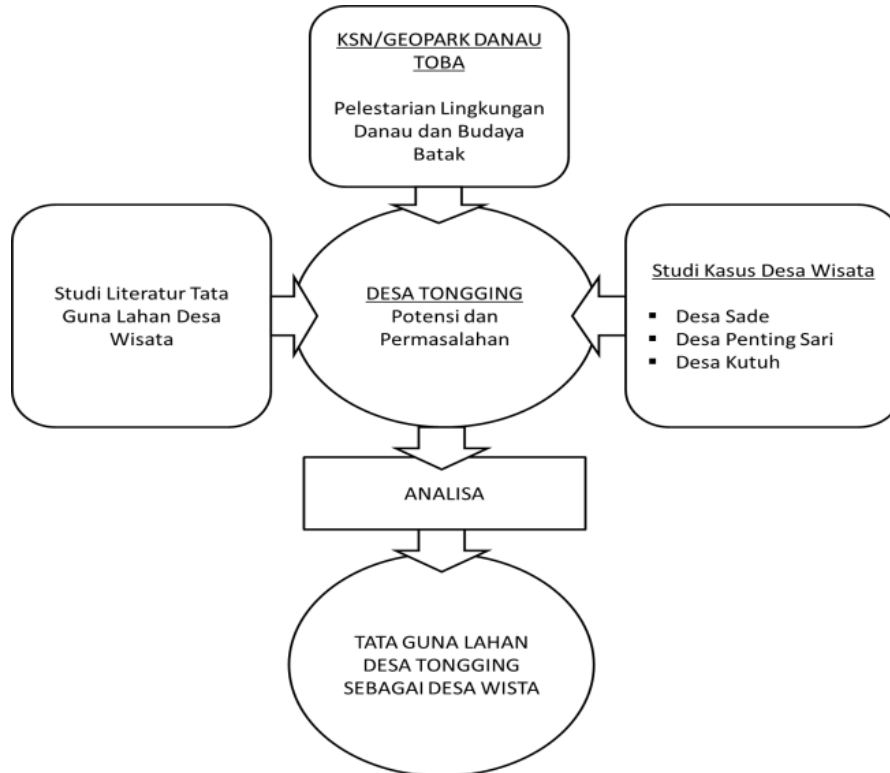 KSN/GEOPARK DANAU
TOBA
Pelestarian Lingkungan
Danau dan Budaya
Batak
Studi Literatur Tata
Guna Lahan Desa
Wisata
DESA TONGGING
Potensi dan
Permasalahan
Studi Kasus Desa Wisata
▪ Desa Sade
▪ Desa Penting Sari
▪ Desa Kutuh
ANALISA
TATA GUNA LAHAN
DESA TONGGING
SEBAGAI DESA WISTA